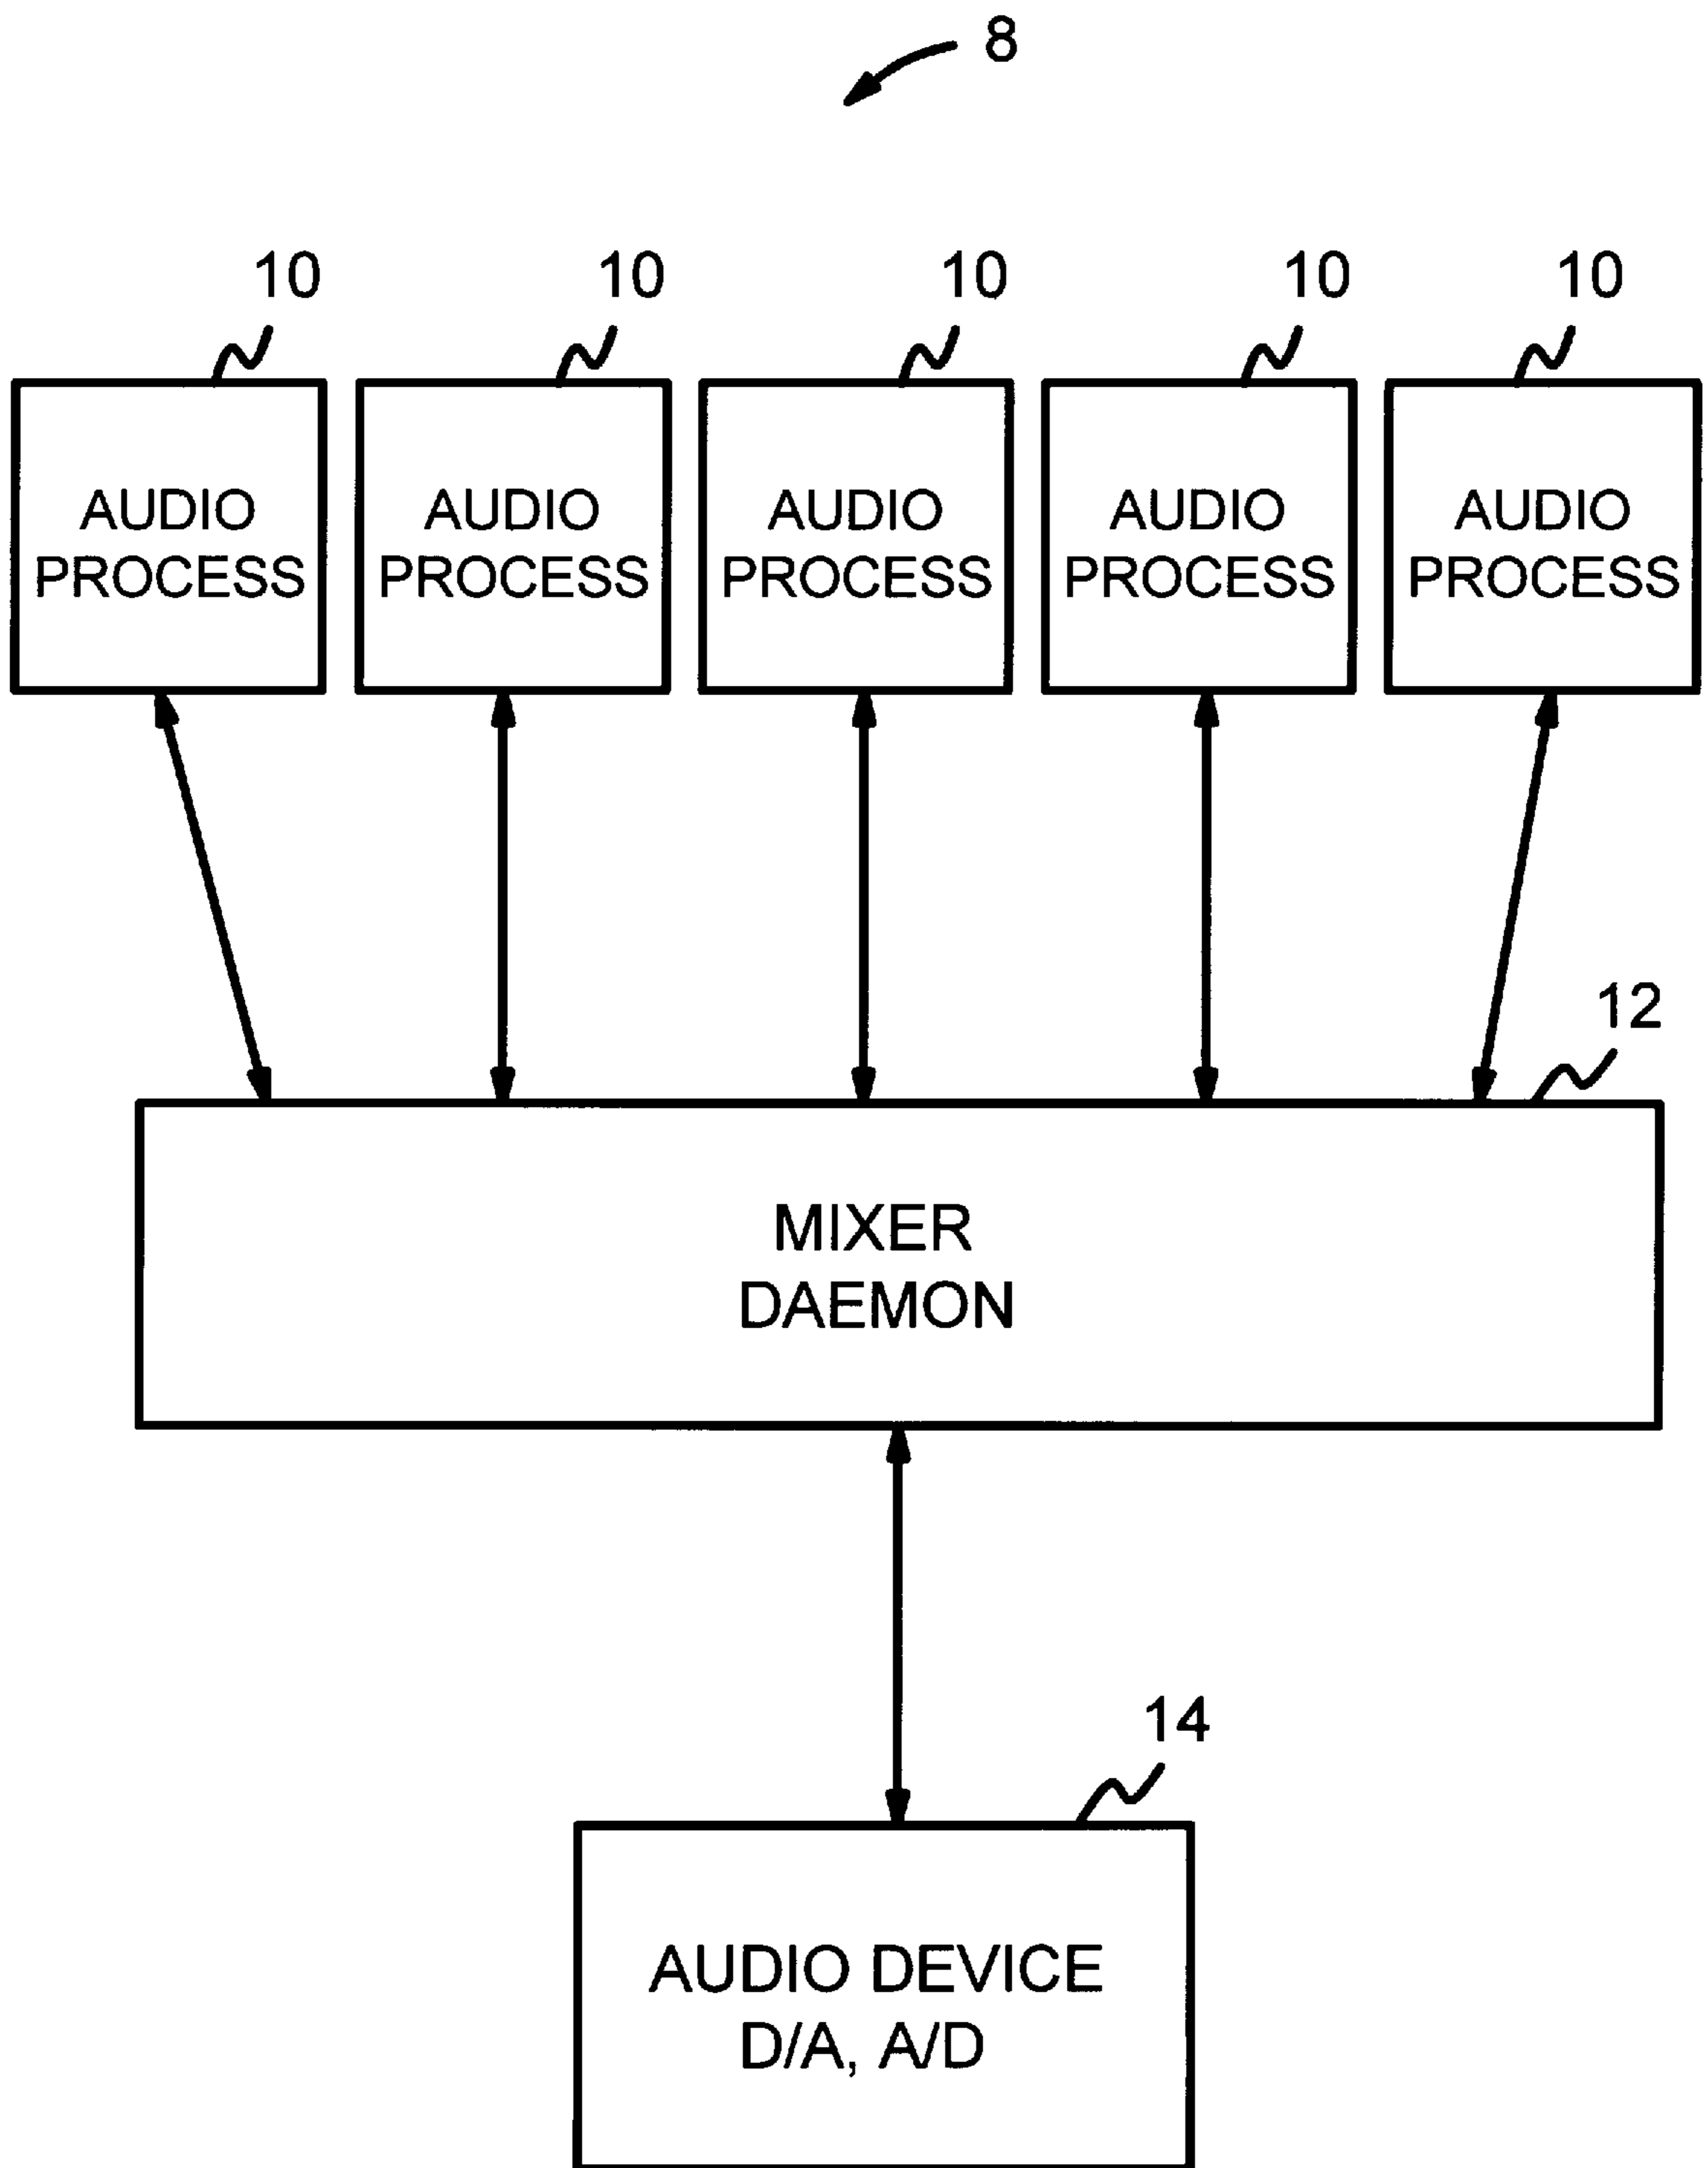 8
10 10 10 10 10
AUDIO PROCESS
AUDIO PROCESS
AUDIO PROCESS
AUDIO PROCESS
AUDIO PROCESS
12
MIXER
DAEMON
14
AUDIO DEVICE
D/A, A/D